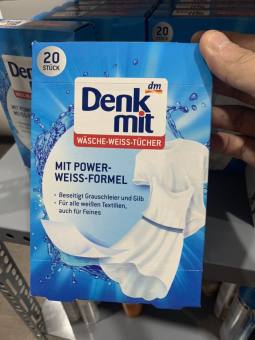 20
STÜCK
dm
Denk
mit
WÄSCHE-WEISS-TÜCHER
MIT POWER-
WEISS-FORMEL
• Beseitigt Grauschleier und Gilb
• Für alle weißen Textilien,
auch für Feines